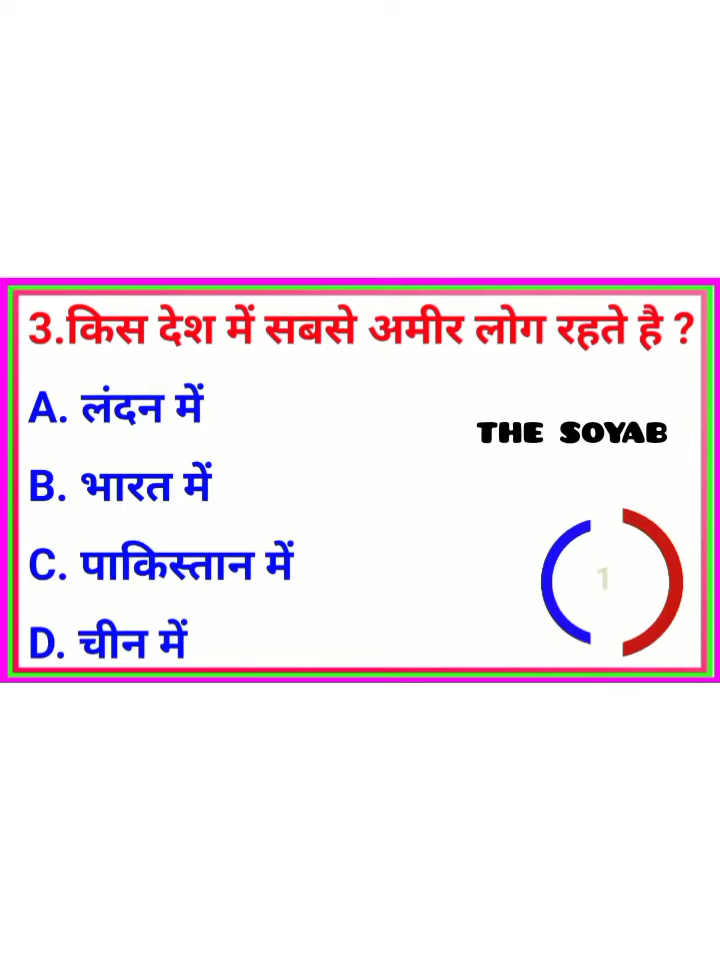 3.किस देश में सबसे अमीर लोग रहते है ?
A. लंदन में
THE SOYAB
B. भारत में
C. पाकिस्तान में
1
D. चीन में